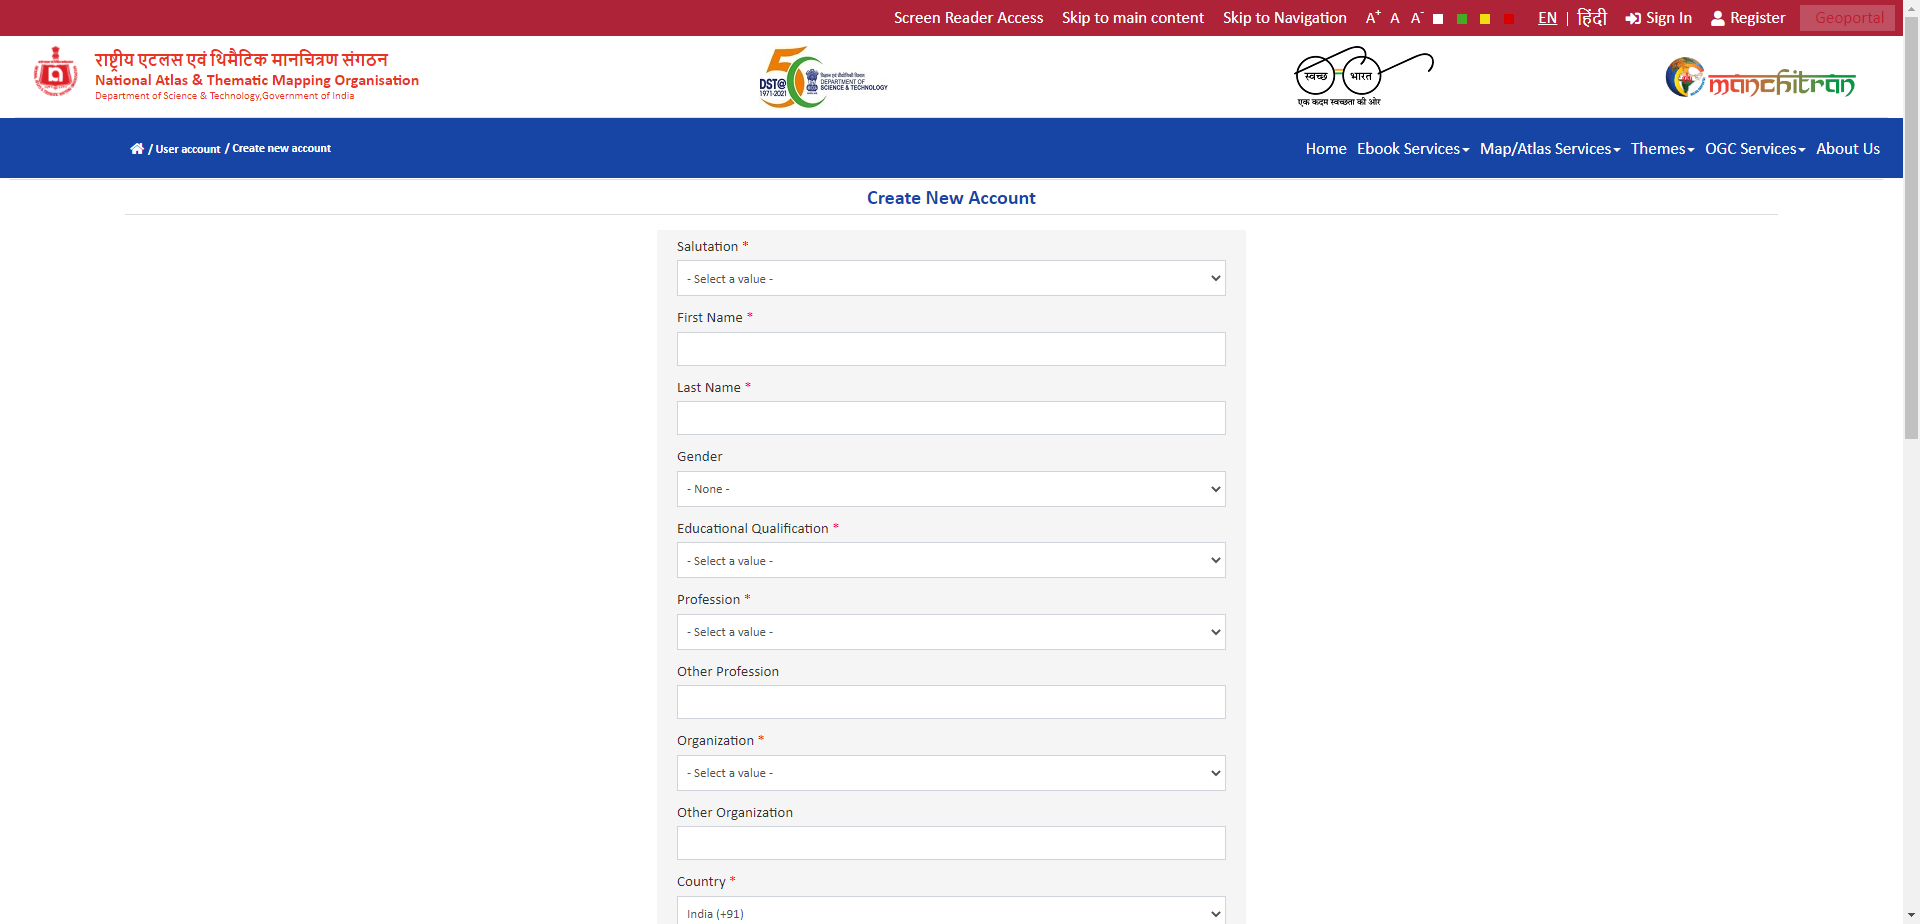 Screen Reader Access Skip to main content Skip to Navigation A+ A A- EN | हिंदी Sign In Register Geoportal
राष्ट्रीय एटलस एवं थिमैटिक मानचित्रण संगठन
National Atlas & Thematic Mapping Organisation
Department of Science & Technology,Government of India
50
DST@
1971-2021
विज्ञान एवं प्रौद्योगिकी विभाग
DEPARTMENT OF
SCIENCE & TECHNOLOGY
स्वच्छ भारत
एक कदम स्वच्छता की ओर
manchitran
/ User account / Create new account
Home Ebook Services Map/Atlas Services Themes OGC Services About Us
Create New Account
Salutation *
- Select a value -
First Name *
Last Name *
Gender
- None -
Educational Qualification *
- Select a value -
Profession *
- Select a value -
Other Profession
Organization *
- Select a value -
Other Organization
Country *
India (+91)